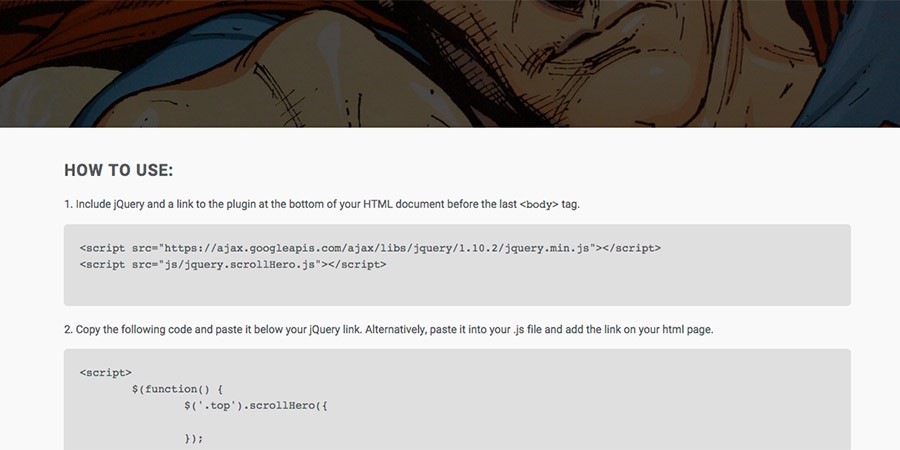 HOW TO USE:
1. Include jQuery and a link to the plugin at the bottom of your HTML document before the last <body> tag.
<script src="https://ajax.googleapis.com/ajax/libs/jquery/1.10.2/jquery.min.js"></script>
<script src="js/jquery.scrollHero.js"></script>
2. Copy the following code and paste it below your jQuery link. Alternatively, paste it into your .js file and add the link on your html page.
<script>
$(function() {
$('.top').scrollHero({
});